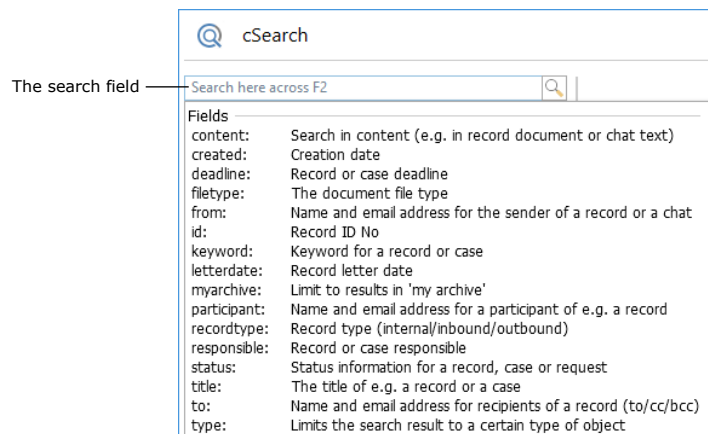 cSearch
The search field
Search here across F2
Fields
content: Search in content (e.g. in record document or chat text)
created: Creation date
deadline: Record or case deadline
filetype: The document file type
from: Name and email address for the sender of a record or a chat
id: Record ID No
keyword: Keyword for a record or case
letterdate: Record letter date
myarchive: Limit to results in 'my archive'
participant: Name and email address for a participant of e.g. a record
recordtype: Record type (internal/inbound/outbound)
responsible: Record or case responsible
status: Status information for a record, case or request
title: The title of e.g. a record or a case
to: Name and email address for recipients of a record (to/cc/bcc)
type: Limits the search result to a certain type of object